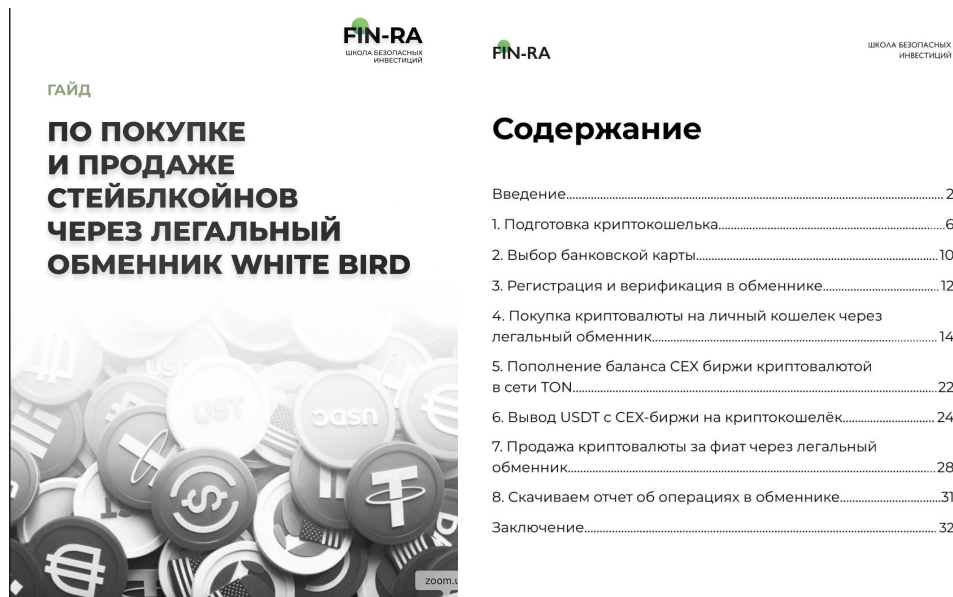 FIN-RA
ШКОЛА БЕЗОПАСНЫХ
ИНВЕСТИЦИЙ
ГАЙД
ПО ПОКУПКЕ
И ПРОДАЖЕ
СТЕЙБЛКОЙНОВ
ЧЕРЕЗ ЛЕГАЛЬНЫЙ
ОБМЕННИК WHITE BIRD
UST
USDC
zoom.u
FIN-RA
ШКОЛА БЕЗОПАСНЫХ
ИНВЕСТИЦИЙ
Содержание
Введение 2
1. Подготовка криптокошелька 6
2. Выбор банковской карты 10
3. Регистрация и верификация в обменнике 12
4. Покупка криптовалюты на личный кошелек через
легальный обменник 14
5. Пополнение баланса CEX биржи криптовалютой
в сети TON 22
6. Вывод USDT с CEX-биржи на криптокошелёк 24
7. Продажа криптовалюты за фиат через легальный
обменник 28
8. Скачиваем отчет об операциях в обменнике 31
Заключение 32